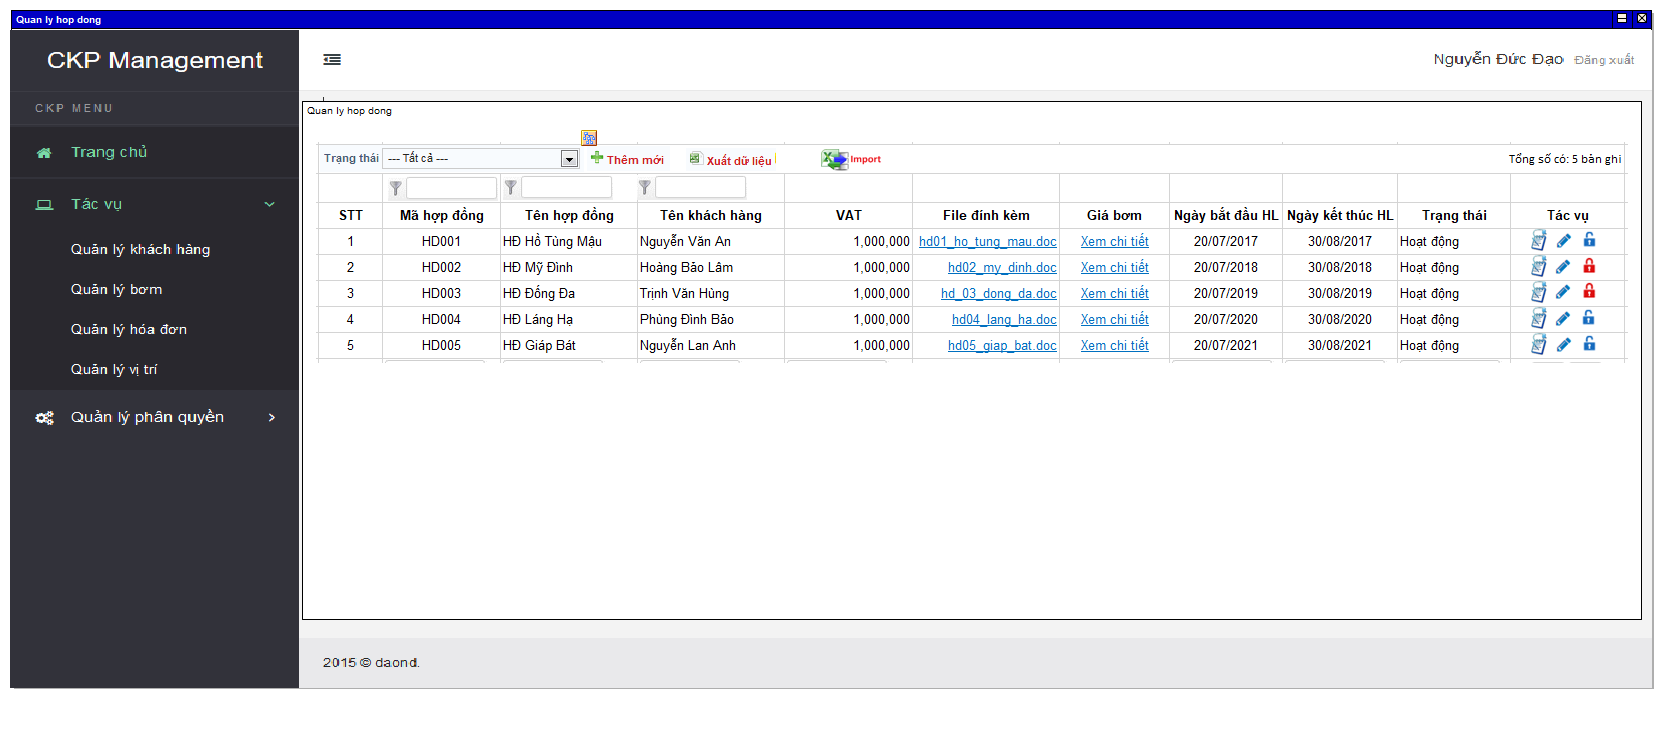 Quan ly hop dong
CKP Management
Nguyễn Đức Đạo Đăng xuất
CKP MENU
Trang chủ
Tác vụ
Quản lý khách hàng
Quản lý bơm
Quản lý hóa đơn
Quản lý vị trí
Quản lý phân quyền
Quan ly hop dong
Trạng thái --- Tất cả --- Thêm mới Xuất dữ liệu Import Tổng số có: 5 bản ghi
STT Mã hợp đồng Tên hợp đồng Tên khách hàng VAT File đính kèm Giá bơm Ngày bắt đầu HL Ngày kết thúc HL Trạng thái Tác vụ
1 HD001 HĐ Hồ Tùng Mậu Nguyễn Văn An 1,000,000 hd01_ho_tung_mau.doc Xem chi tiết 20/07/2017 30/08/2017 Hoạt động
2 HD002 HĐ Mỹ Đình Hoàng Bảo Lâm 1,000,000 hd02_my_dinh.doc Xem chi tiết 20/07/2018 30/08/2018 Hoạt động
3 HD003 HĐ Đống Đa Trịnh Văn Hùng 1,000,000 hd_03_dong_da.doc Xem chi tiết 20/07/2019 30/08/2019 Hoạt động
4 HD004 HĐ Láng Hạ Phùng Đình Bảo 1,000,000 hd04_lang_ha.doc Xem chi tiết 20/07/2020 30/08/2020 Hoạt động
5 HD005 HĐ Giáp Bát Nguyễn Lan Anh 1,000,000 hd05_giap_bat.doc Xem chi tiết 20/07/2021 30/08/2021 Hoạt động
2015 © daond.